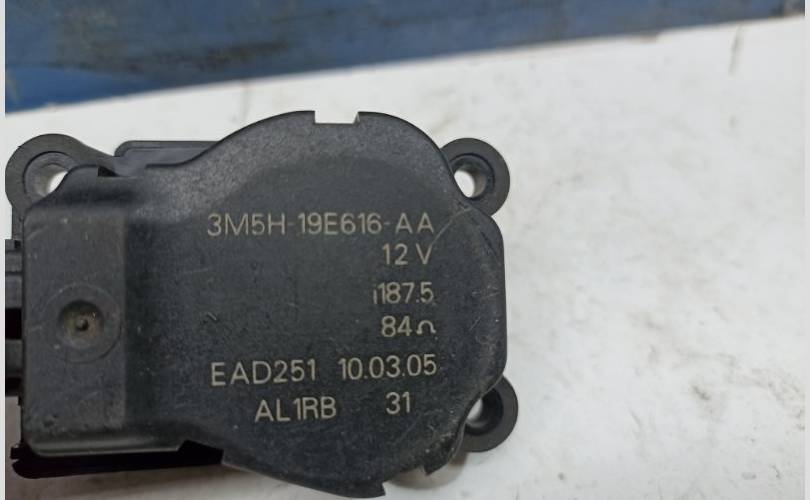 3M5H-19E616-AA
12 V
i187.5
84Ω
EAD251 10.03.05
AL1RB 31